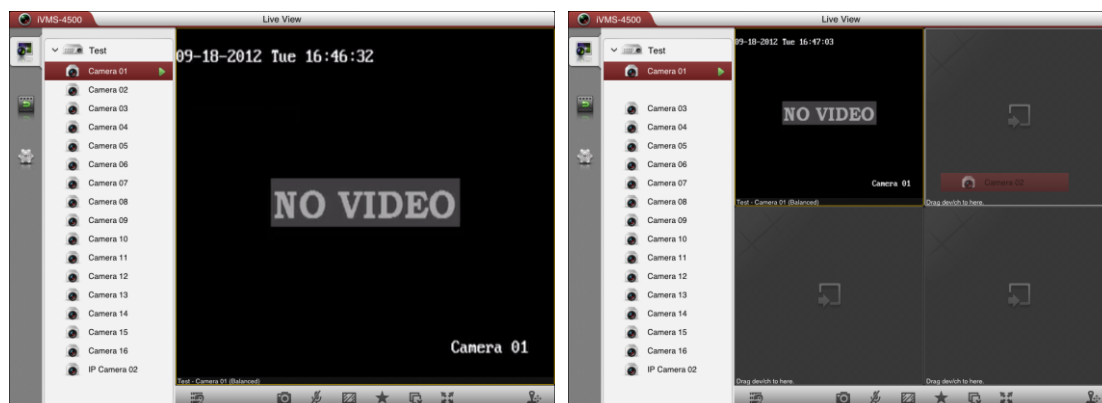 iVMS-4500
Live View
Test
Camera 01
Camera 02
Camera 03
Camera 04
Camera 05
Camera 06
Camera 07
Camera 08
Camera 09
Camera 10
Camera 11
Camera 12
Camera 13
Camera 14
Camera 15
Camera 16
IP Camera 02
09-18-2012 Tue 16:46:32
NO VIDEO
Camera 01
Test - Camera 01 (Balanced)
iVMS-4500
Live View
Test
Camera 01
Camera 03
Camera 04
Camera 05
Camera 06
Camera 07
Camera 08
Camera 09
Camera 10
Camera 11
Camera 12
Camera 13
Camera 14
Camera 15
Camera 16
IP Camera 02
09-18-2012 Tue 16:47:03
NO VIDEO
Camera 01
Test - Camera 01 (Balanced)
Camera 02
Drag dev/ch to here.
Drag dev/ch to here.
Drag dev/ch to here.